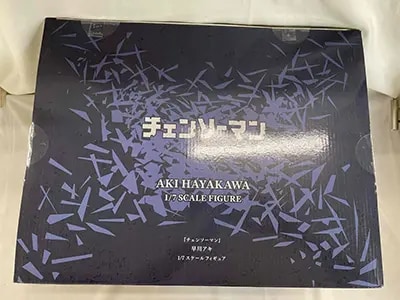 チェンソーマン
AKI HAYAKAWA
1/7 SCALE FIGURE
『チェンソーマン』
早川アキ
1/7スケールフィギュア